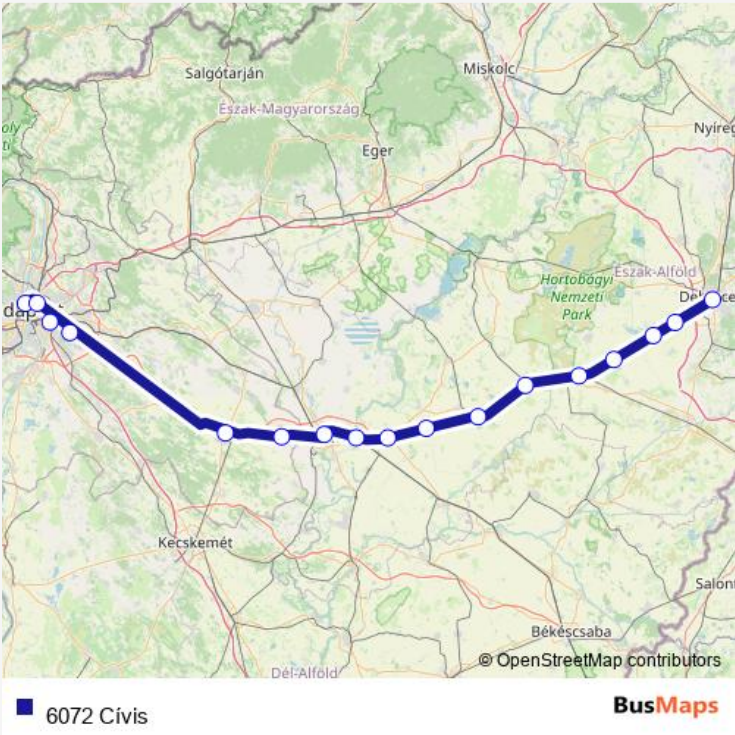 Salgótarján
Miskolc
Észak-Magyarország
Nyíreg
Eger
Észak-Alföld
Hortobágyi
Nemzeti
Park
Kecskemét
Salont
Békéscsaba
© OpenStreetMap contributors
Dél-Alföld
6072 Cívis
BusMaps